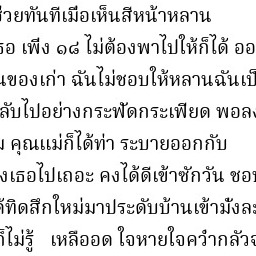 ช่วยทันทีเมื่อเห็นสีหน้าหลาน
เธอ เพิ่ง ๑๘ ไม่ต้องพาไปให้ก็ได้ ออ
นของเก่า ฉันไม่ชอบให้หลานฉันเป็
ลับไปอย่างกระฟัดกระเฟียด พอลง
คุณแม่ก็ได้ท่า ระบายออกกับ
งเธอไปเถอะ คงได้ดีเข้าซักวัน ชอบ
ทิดสึกใหม่มาประดับบ้านเข้ามั่งละ
ก็ไม่รู้ เหลืออด ใจหายใจคว่ำกลัวจ